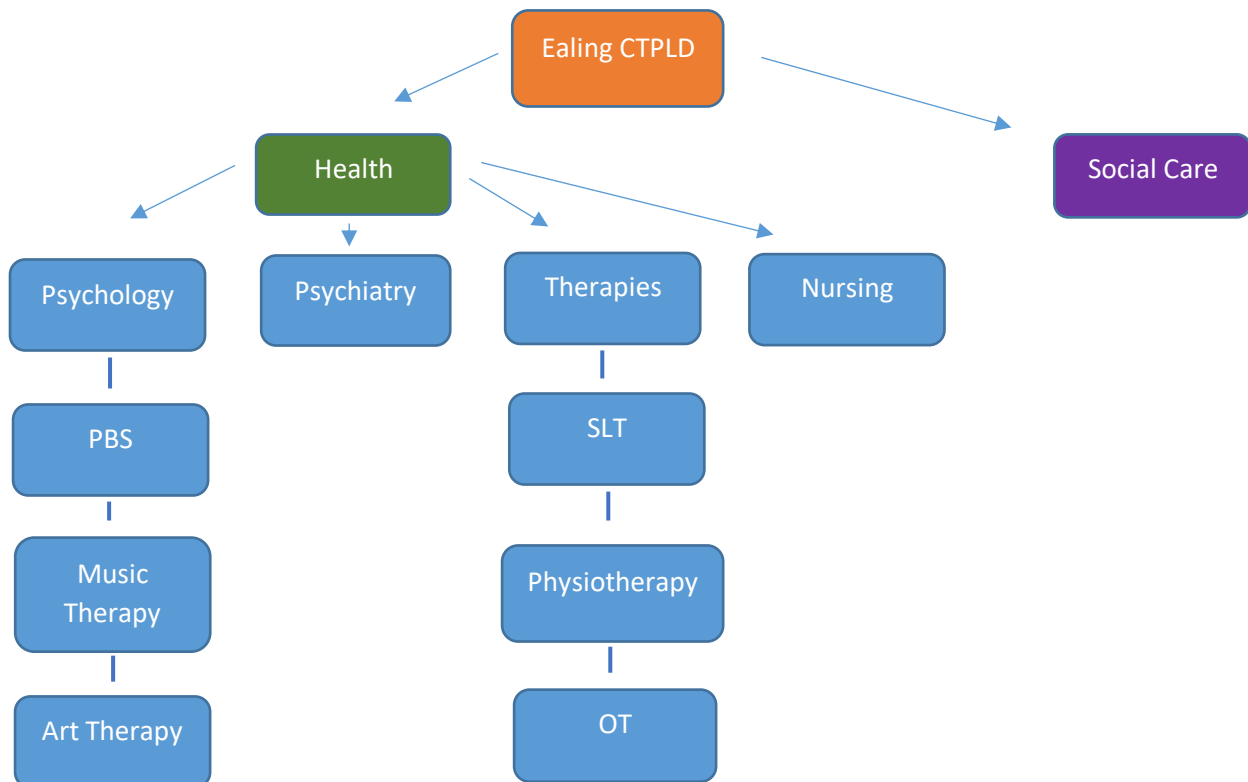 Ealing CTPLD
Health
Social Care
Psychology
Psychiatry
Therapies
Nursing
PBS
SLT
Music
Therapy
Physiotherapy
Art Therapy
OT